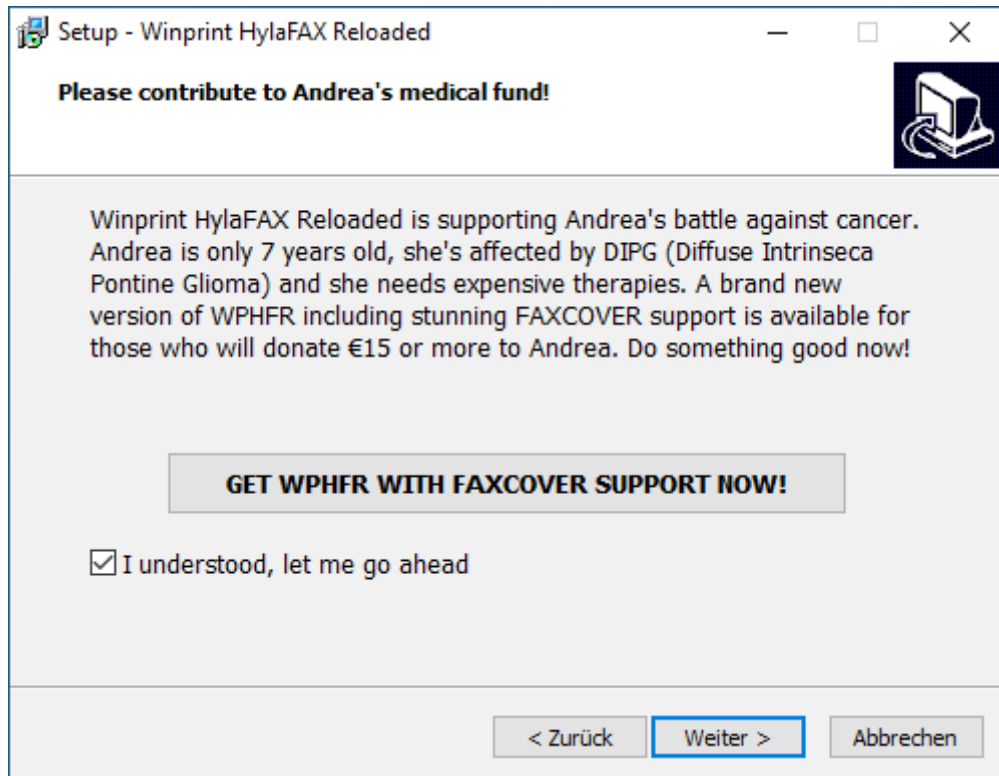 Setup - Winprint HylaFAX Reloaded
Please contribute to Andrea's medical fund!
Winprint HylaFAX Reloaded is supporting Andrea's battle against cancer.
Andrea is only 7 years old, she's affected by DIPG (Diffuse Intrinseca
Pontine Glioma) and she needs expensive therapies. A brand new
version of WPHFR including stunning FAXCOVER support is available for
those who will donate €15 or more to Andrea. Do something good now!
GET WPHFR WITH FAXCOVER SUPPORT NOW!
I understood, let me go ahead
< Zurück Weiter > Abbrechen